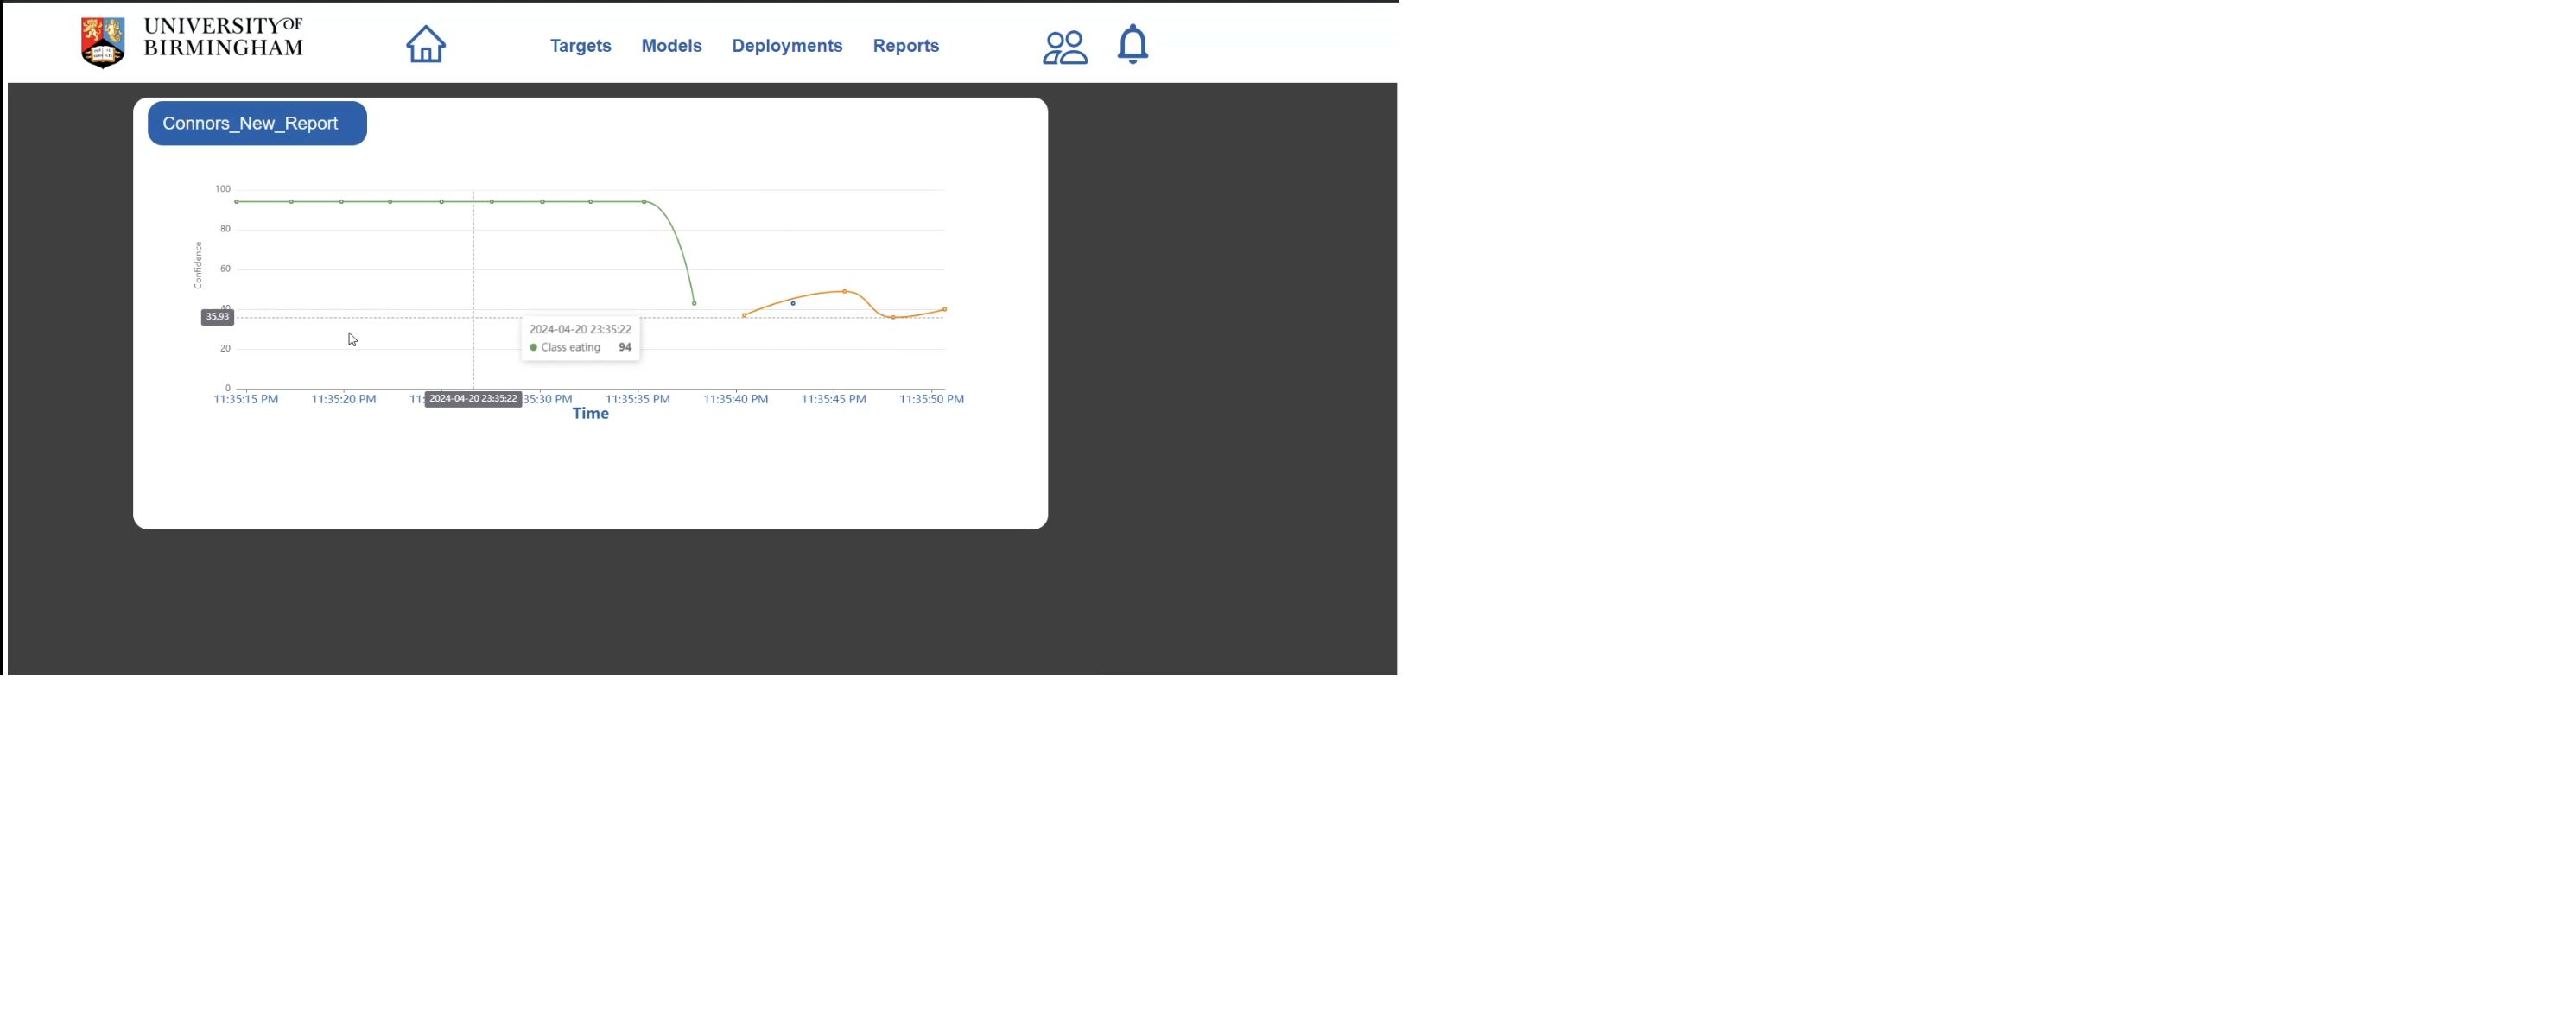 UNIVERSITY OF
BIRMINGHAM
Targets Models Deployments Reports
Connors_New_Report
100
80
60
40
20
0
Confidence
35.93
2024-04-20 23:35:22
Class eating 94
11:35:15 PM 11:35:20 PM 11: 2024-04-20 23:35:22 35:30 PM 11:35:35 PM 11:35:40 PM 11:35:45 PM 11:35:50 PM
Time